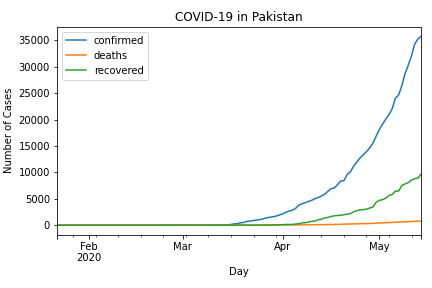 COVID-19 in Pakistan
confirmed
deaths
recovered
Number of Cases
35000
30000
25000
20000
15000
10000
5000
0
Feb
2020
Mar
Apr
May
Day